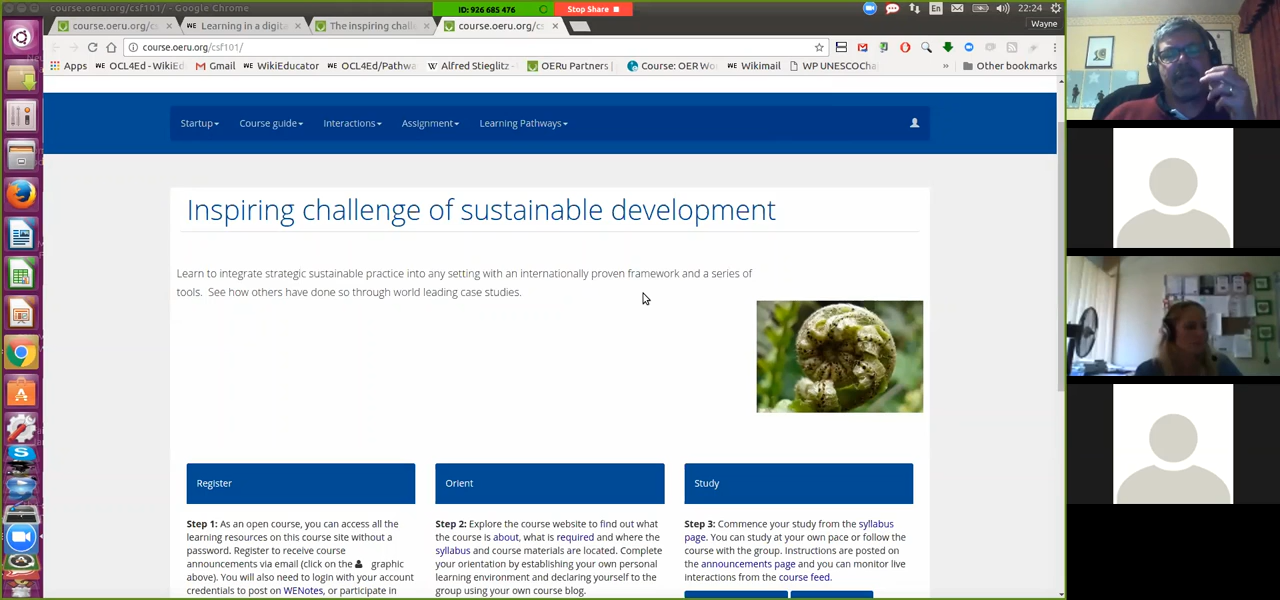 course.oeru.org/csf101/ - Google Chrome
ID: 926 685 476
Stop Share
En
22:24
course.oeru.org/cs
Learning in a digita
The inspiring chall
course.oeru.org/cs
Wayne
course.oeru.org/csf101/
Apps
OCL4Ed - WikiEd
Gmail
WikiEducator
OCL4Ed/Pathwa
Alfred Stieglitz -
OERu Partners |
Course: OER Wo
Wikimail
WP UNESCOCha
»
Other bookmarks
Startup
Course guide
Interactions
Assignment
Learning Pathways
Inspiring challenge of sustainable development
Learn to integrate strategic sustainable practice into any setting with an internationally proven framework and a series of
tools. See how others have done so through world leading case studies.
Register
Orient
Study
Step 1: As an open course, you can access all the
learning resources on this course site without a
password. Register to receive course
announcements via email (click on the graphic
above). You will also need to login with your account
credentials to post on WENotes, or participate in
Step 2: Explore the course website to find out what
the course is about, what is required and where the
syllabus and course materials are located. Complete
your orientation by establishing your own personal
learning environment and declaring yourself to the
group using your own course blog.
Step 3: Commence your study from the syllabus
page. You can study at your own pace or follow the
course with the group. Instructions are posted on
the announcements page and you can monitor live
interactions from the course feed.